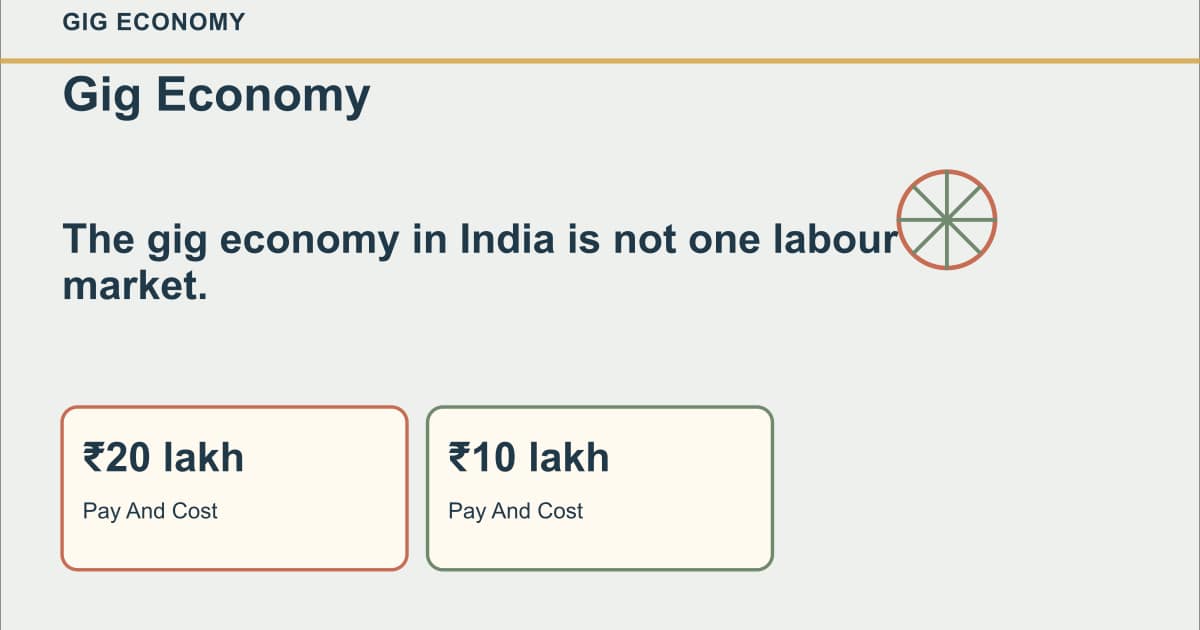 GIG ECONOMY
Gig Economy
The gig economy in India is not one labour
market.
₹20 lakh
Pay And Cost
₹10 lakh
Pay And Cost